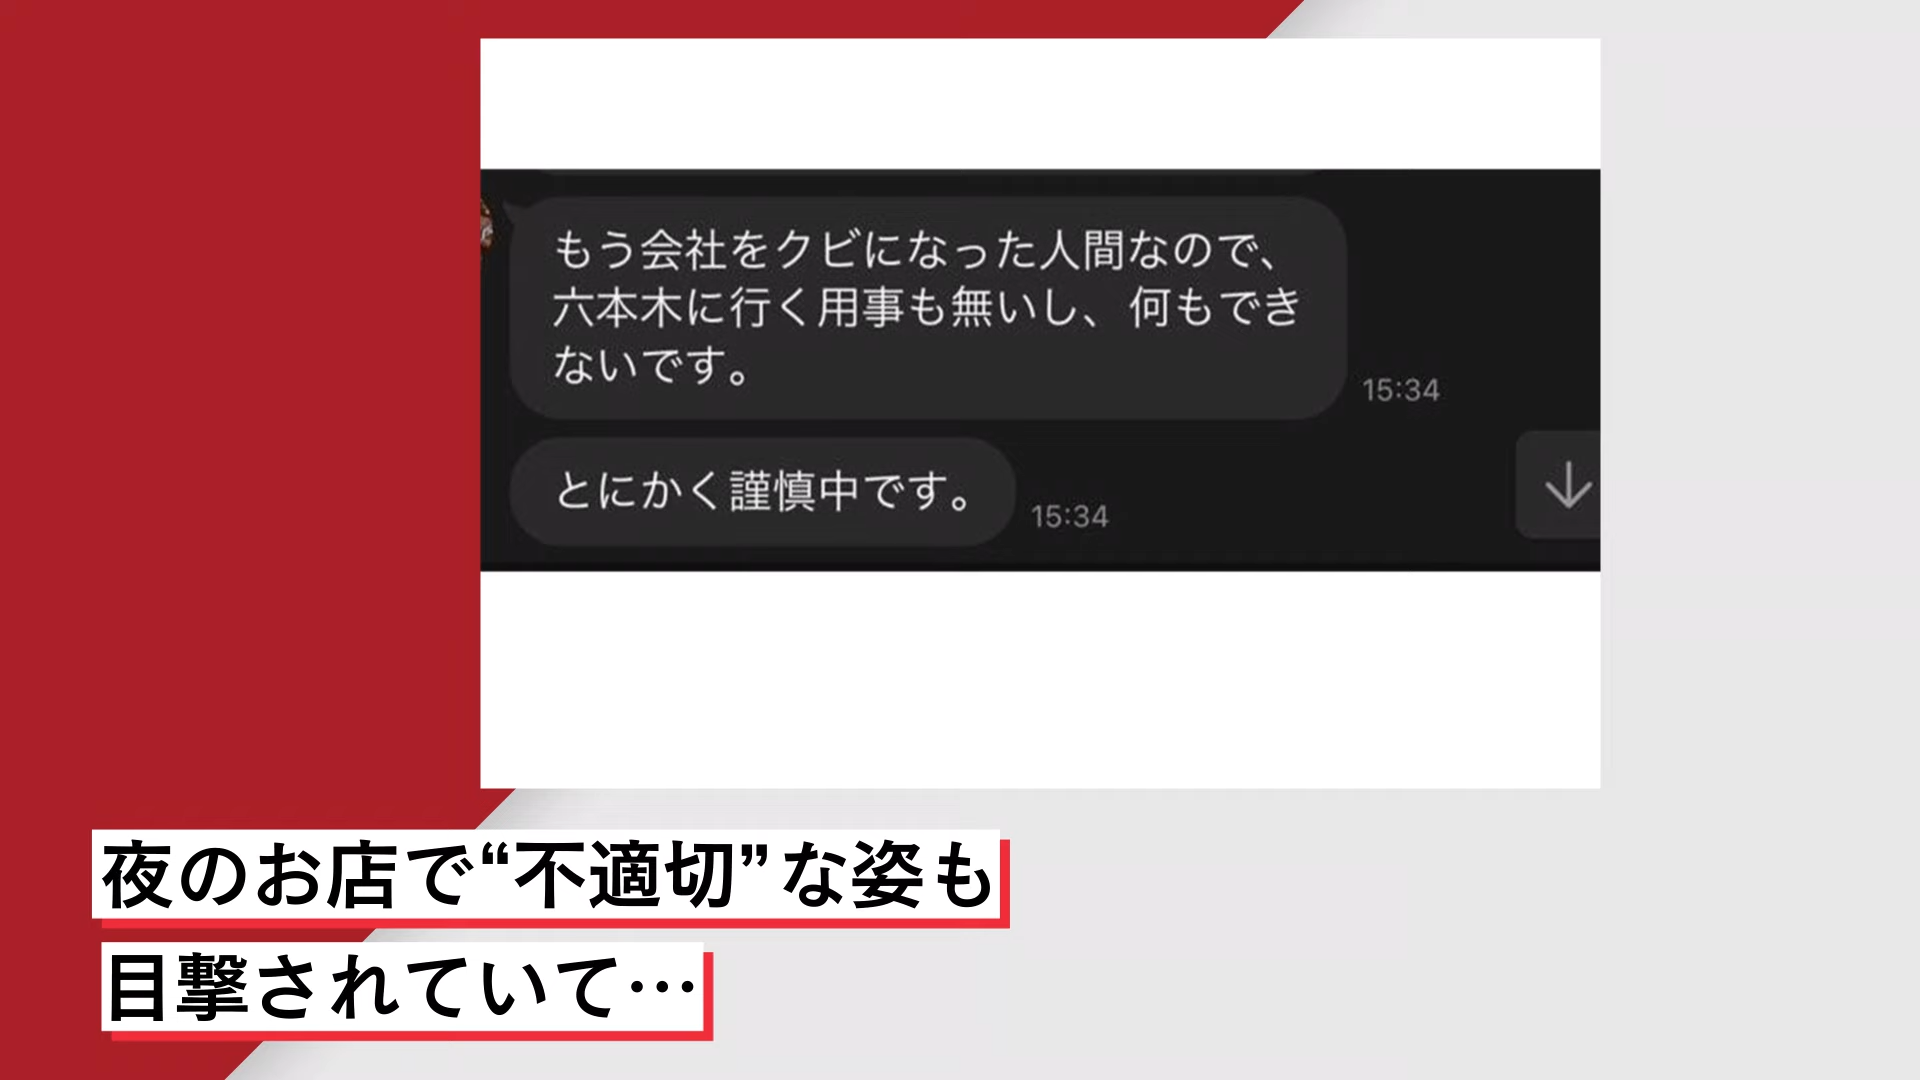 もう会社をクビになった人間なので、
六本木に行く用事も無いし、何もでき
ないです。
15:34
とにかく謹慎中です。
15:34
夜のお店で“不適切”な姿も
目撃されていて…